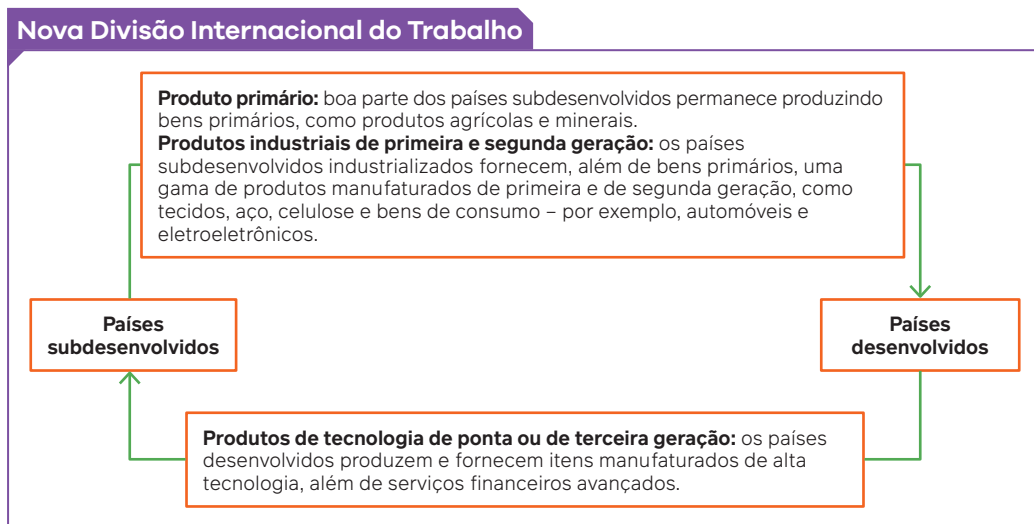 Nova Divisão Internacional do Trabalho
Produto primário: boa parte dos países subdesenvolvidos permanece produzindo
bens primários, como produtos agrícolas e minerais.
Produtos industriais de primeira e segunda geração: os países
subdesenvolvidos industrializados fornecem, além de bens primários, uma
gama de produtos manufaturados de primeira e de segunda geração, como
tecidos, aço, celulose e bens de consumo – por exemplo, automóveis e
eletroeletrônicos.
Países
subdesenvolvidos
Países
desenvolvidos
Produtos de tecnologia de ponta ou de terceira geração: os países
desenvolvidos produzem e fornecem itens manufaturados de alta
tecnologia, além de serviços financeiros avançados.